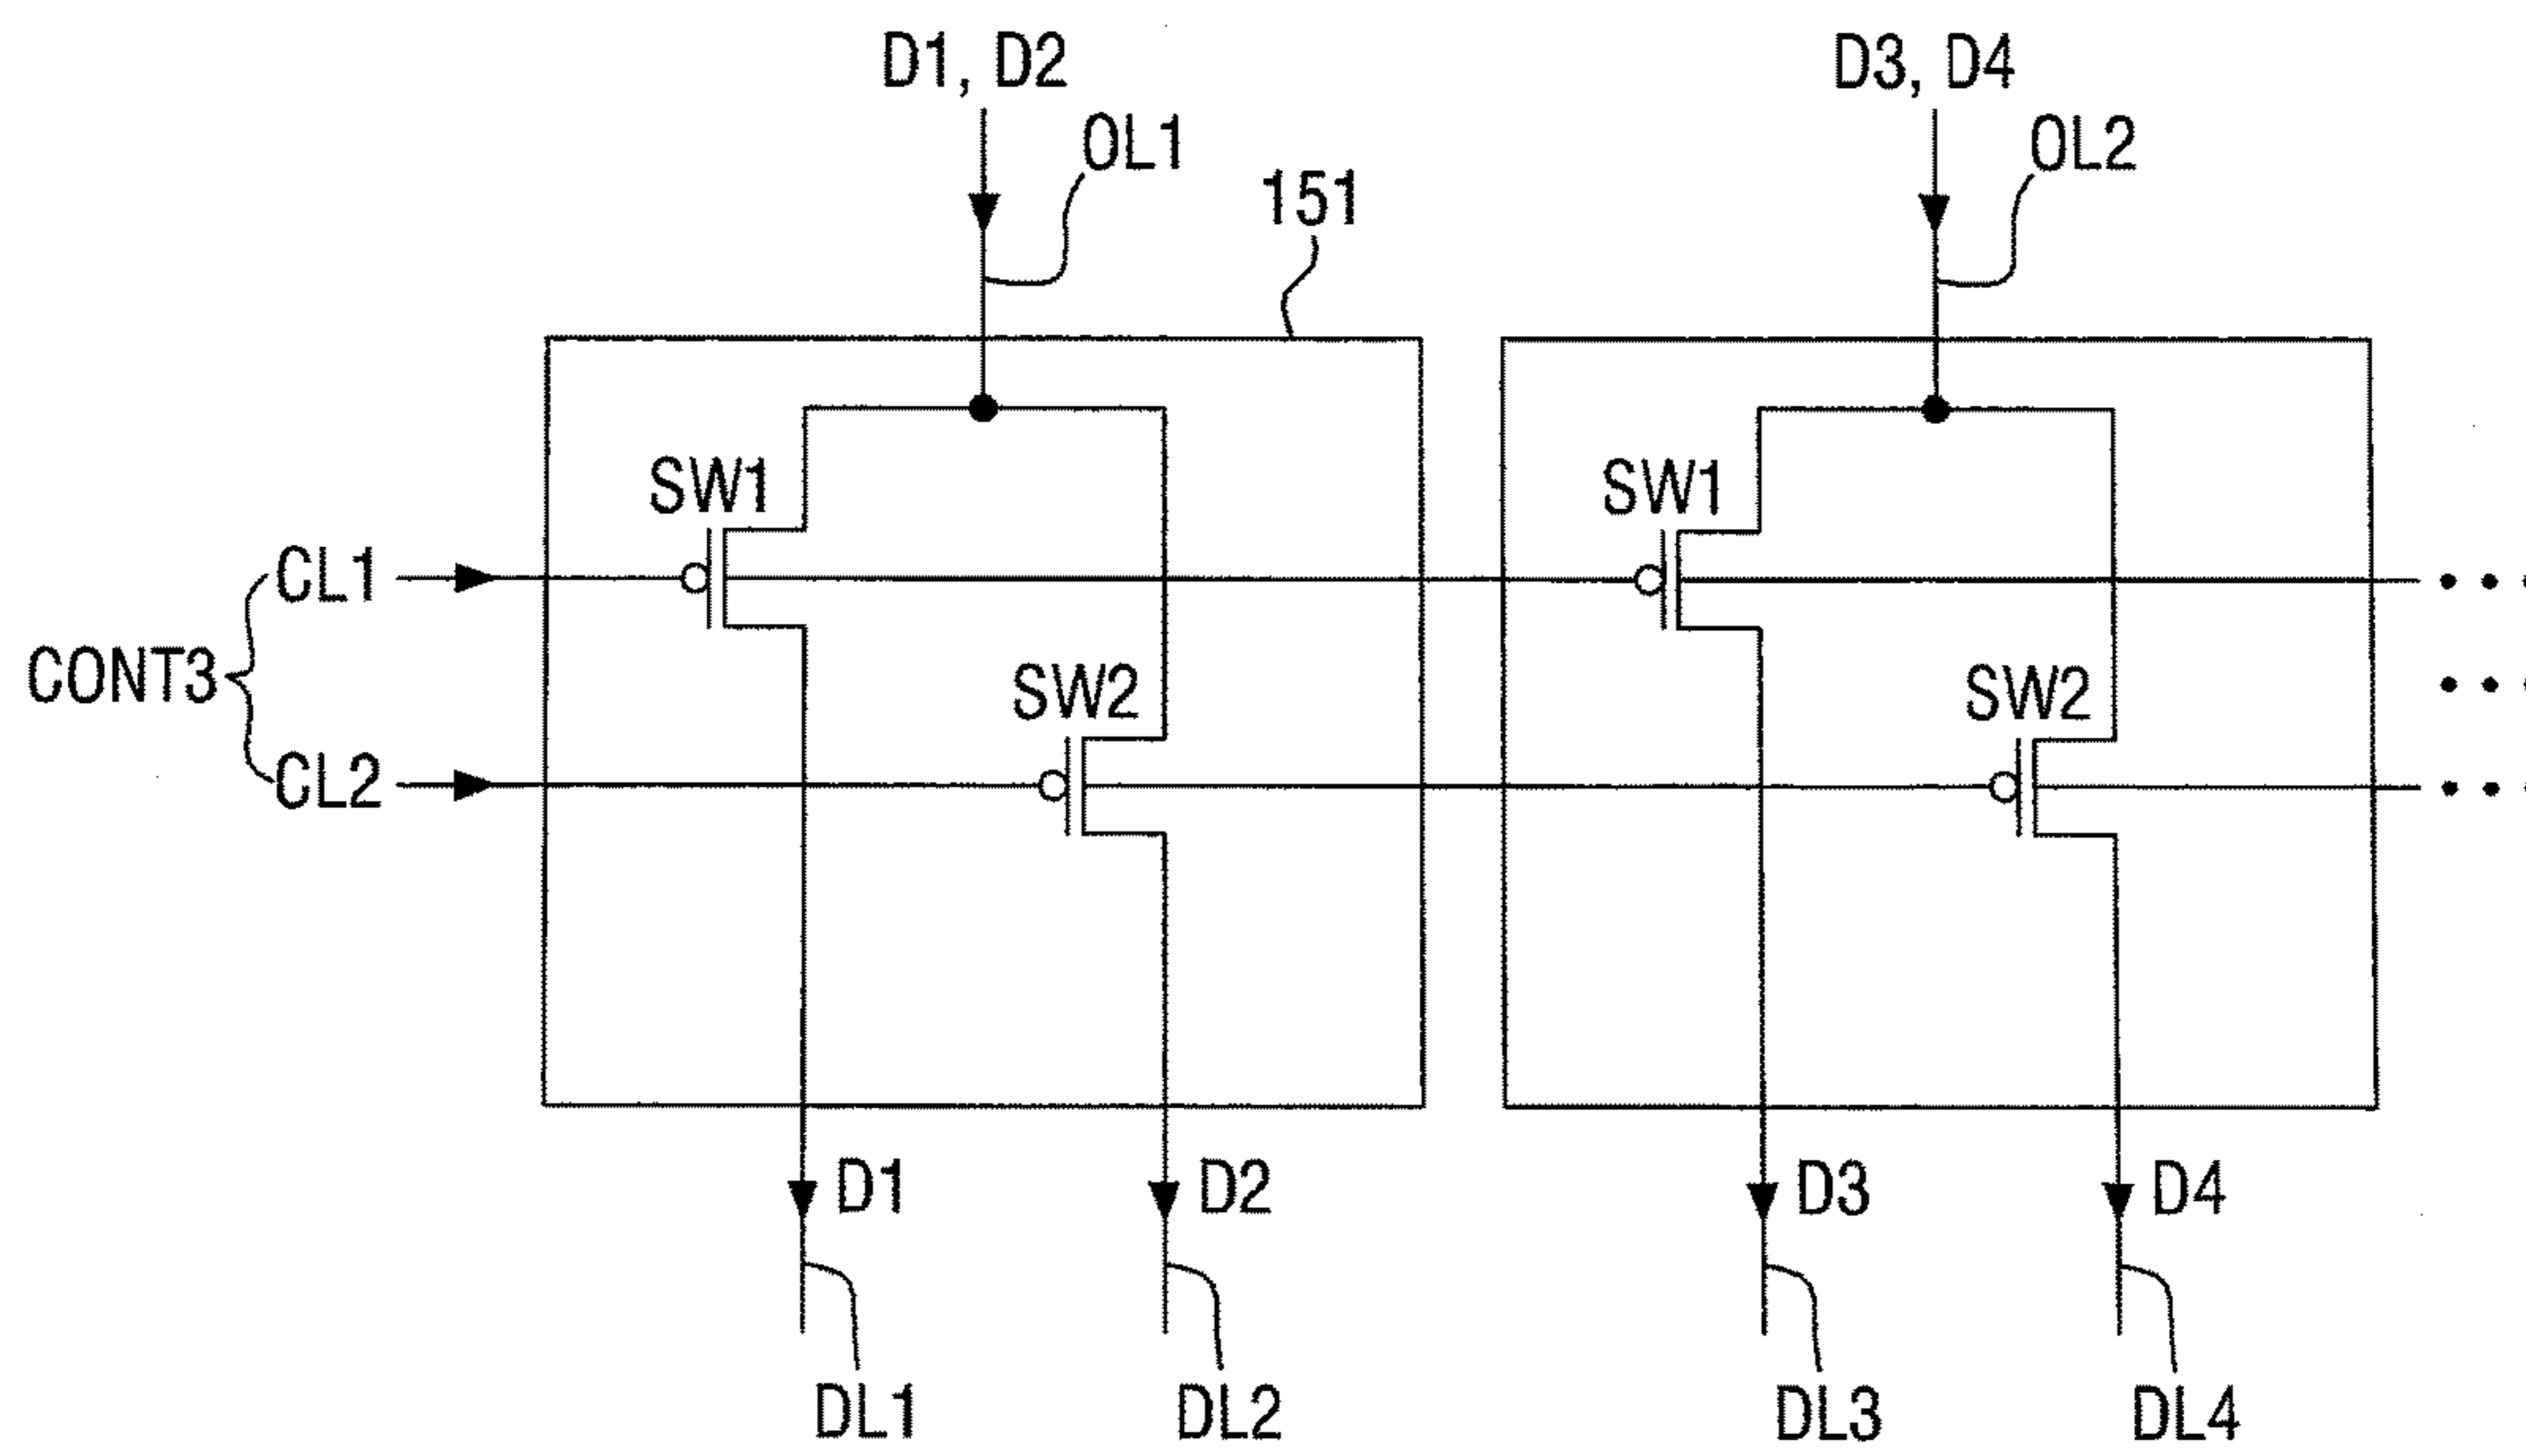 D1, D2
D3, D4
OL1
OL2
151
SW1
SW1
CL1
CONT3
SW2
SW2
CL2
D1
D2
D3
D4
DL1
DL2
DL3
DL4